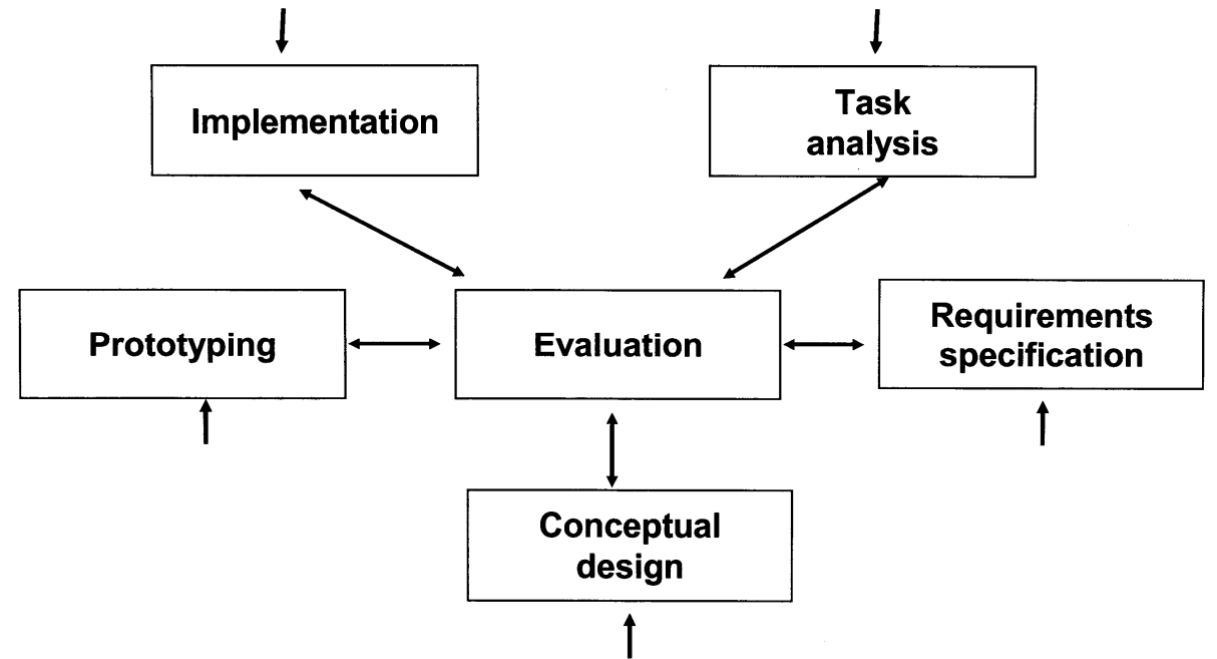 Implementation
Task
analysis
Prototyping
Evaluation
Requirements
specification
Conceptual
design